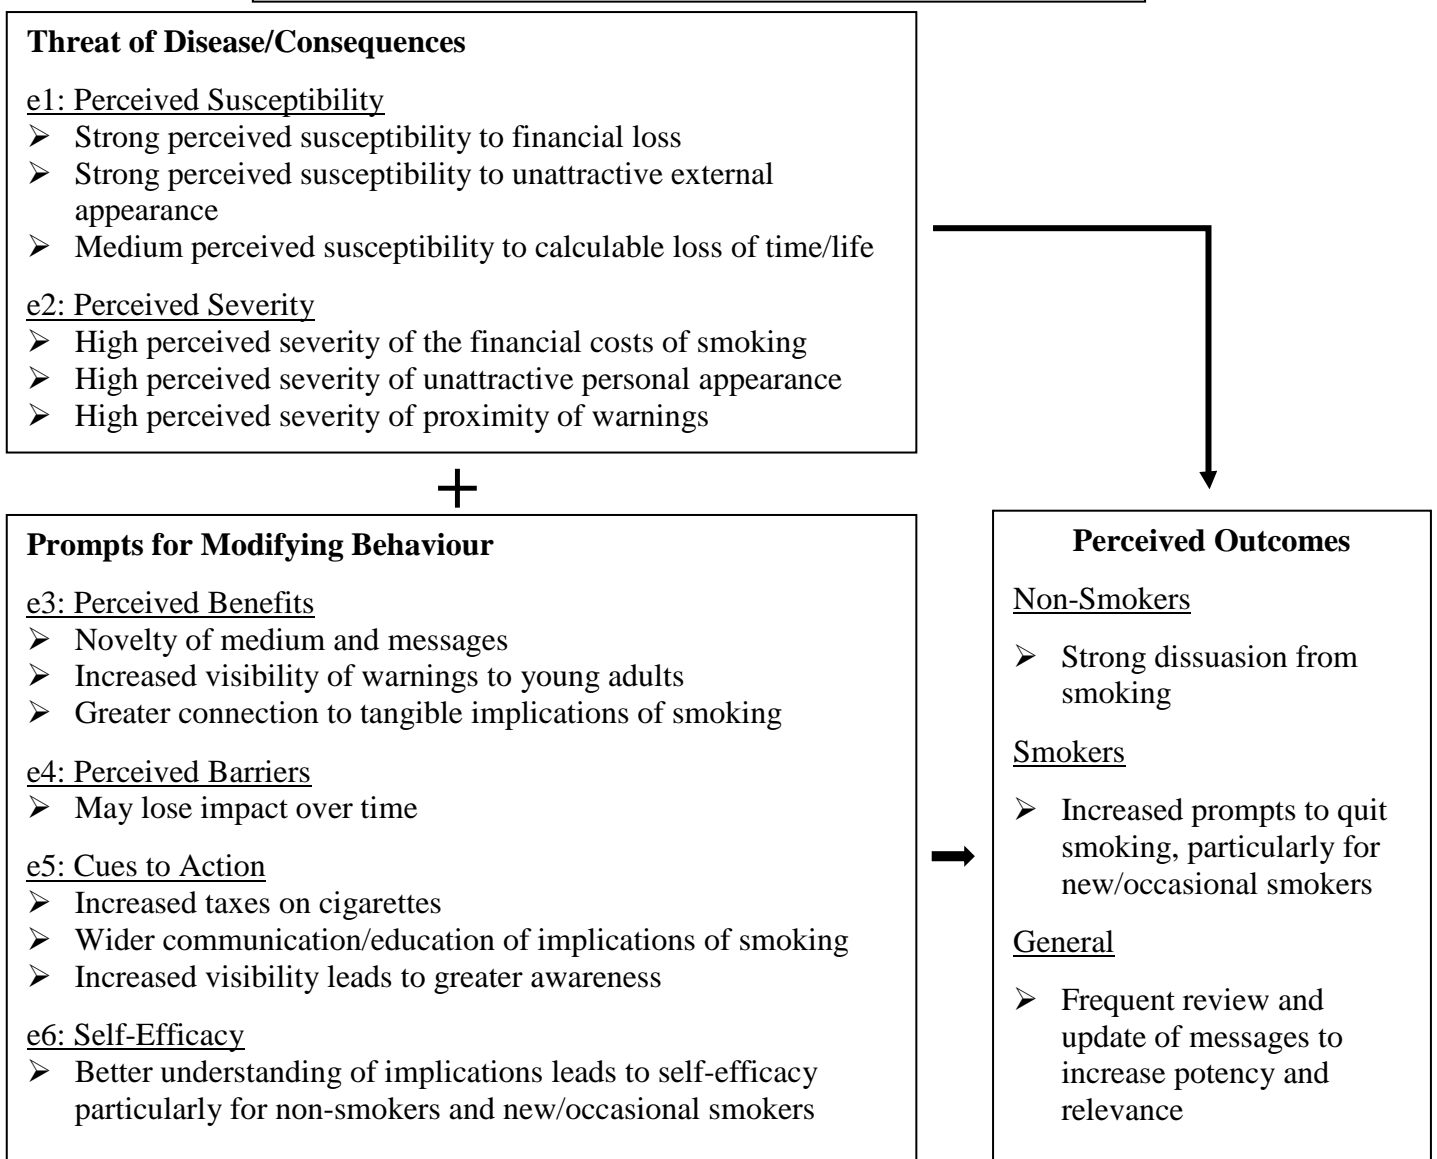 Threat of Disease/Consequences
e1: Perceived Susceptibility
➢ Strong perceived susceptibility to financial loss
➢ Strong perceived susceptibility to unattractive external
appearance
➢ Medium perceived susceptibility to calculable loss of time/life
e2: Perceived Severity
➢ High perceived severity of the financial costs of smoking
➢ High perceived severity of unattractive personal appearance
➢ High perceived severity of proximity of warnings
+
Prompts for Modifying Behaviour
e3: Perceived Benefits
➢ Novelty of medium and messages
➢ Increased visibility of warnings to young adults
➢ Greater connection to tangible implications of smoking
e4: Perceived Barriers
➢ May lose impact over time
e5: Cues to Action
➢ Increased taxes on cigarettes
➢ Wider communication/education of implications of smoking
➢ Increased visibility leads to greater awareness
e6: Self-Efficacy
➢ Better understanding of implications leads to self-efficacy
particularly for non-smokers and new/occasional smokers
Perceived Outcomes
Non-Smokers
➢ Strong dissuasion from
smoking
Smokers
➢ Increased prompts to quit
smoking, particularly for
new/occasional smokers
General
➢ Frequent review and
update of messages to
increase potency and
relevance